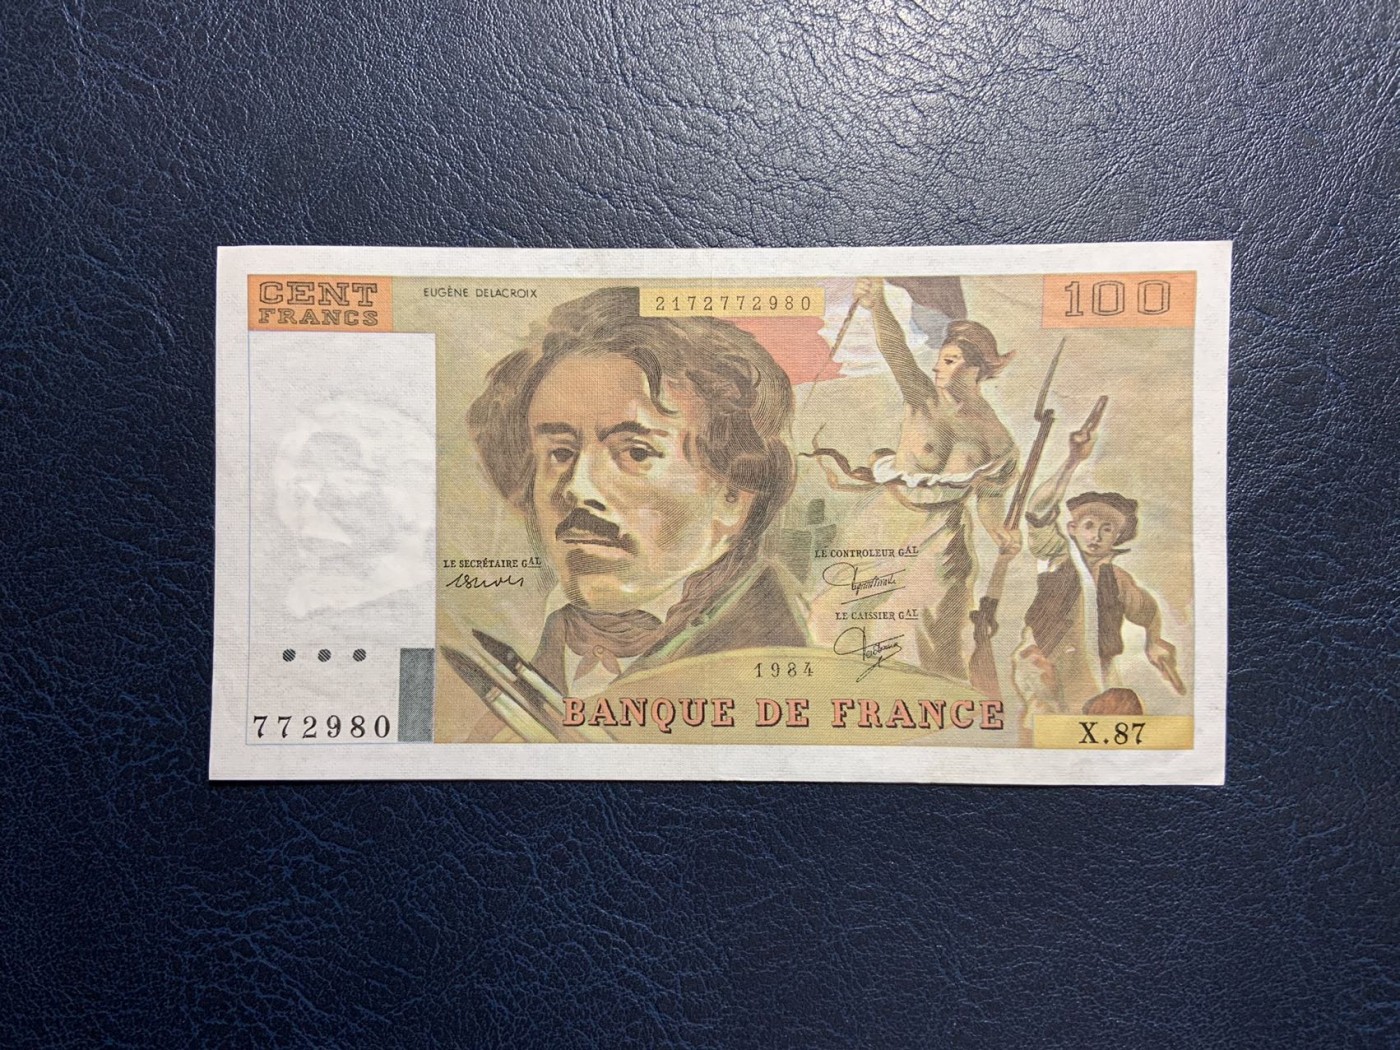 CENT
FRANCS
EUGÈNE DELACROIX
2172772980
100
LE SECRÉTAIRE GAL
LE CONTROLEUR GAL
LE CAISSIER GAL
1984
BANQUE DE FRANCE
772980
X.87